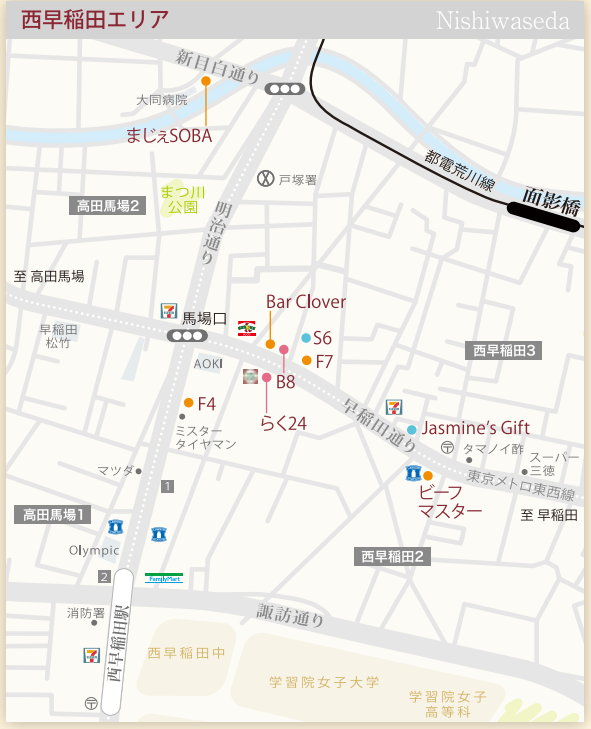 西早稲田エリア
Nishiwaseda
新目白通り
大同病院
まじぇSOBA
都電荒川線
戸塚署
面影橋
まつ川
公園
高田馬場2
明治通り
至 高田馬場
Bar Clover
7
馬場口
早稲田
松竹
S6
西早稲田3
AOKI
F7
B8
F4
らく24
7
早稲田通り
Jasmine's Gift
ミスター
タイヤマン
タマノイ酢
スーパー
三徳
マツダ
東京メトロ東西線
1
ビーフ
マスター
高田馬場1
至 早稲田
Olympic
西早稲田2
2
FamilyMart
消防署
西早稲田駅
諏訪通り
7
西早稲田中
学習院女子大学
学習院女子
高等科